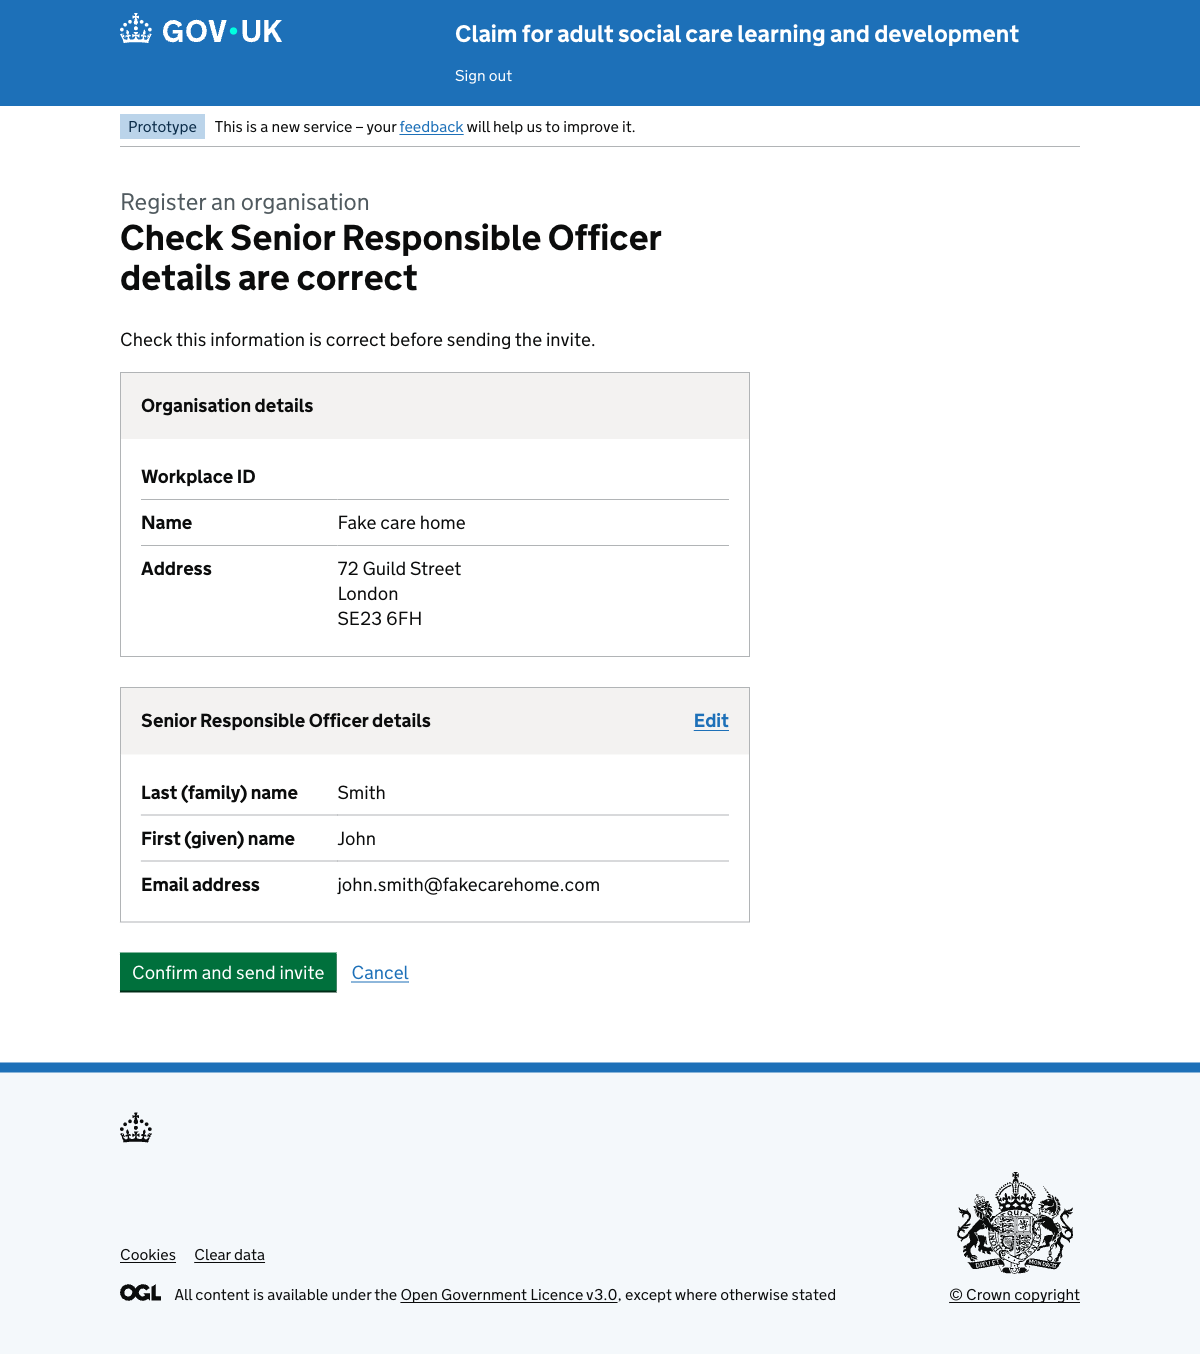 GOV·UK
Claim for adult social care learning and development
Sign out
Prototype This is a new service – your feedback will help us to improve it.
Register an organisation
Check Senior Responsible Officer
details are correct
Check this information is correct before sending the invite.
Organisation details
Workplace ID
Name Fake care home
Address 72 Guild Street
London
SE23 6FH
Senior Responsible Officer details Edit
Last (family) name Smith
First (given) name John
Email address john.smith@fakecarehome.com
Confirm and send invite Cancel
Cookies Clear data
OGL All content is available under the Open Government Licence v3.0, except where otherwise stated
© Crown copyright